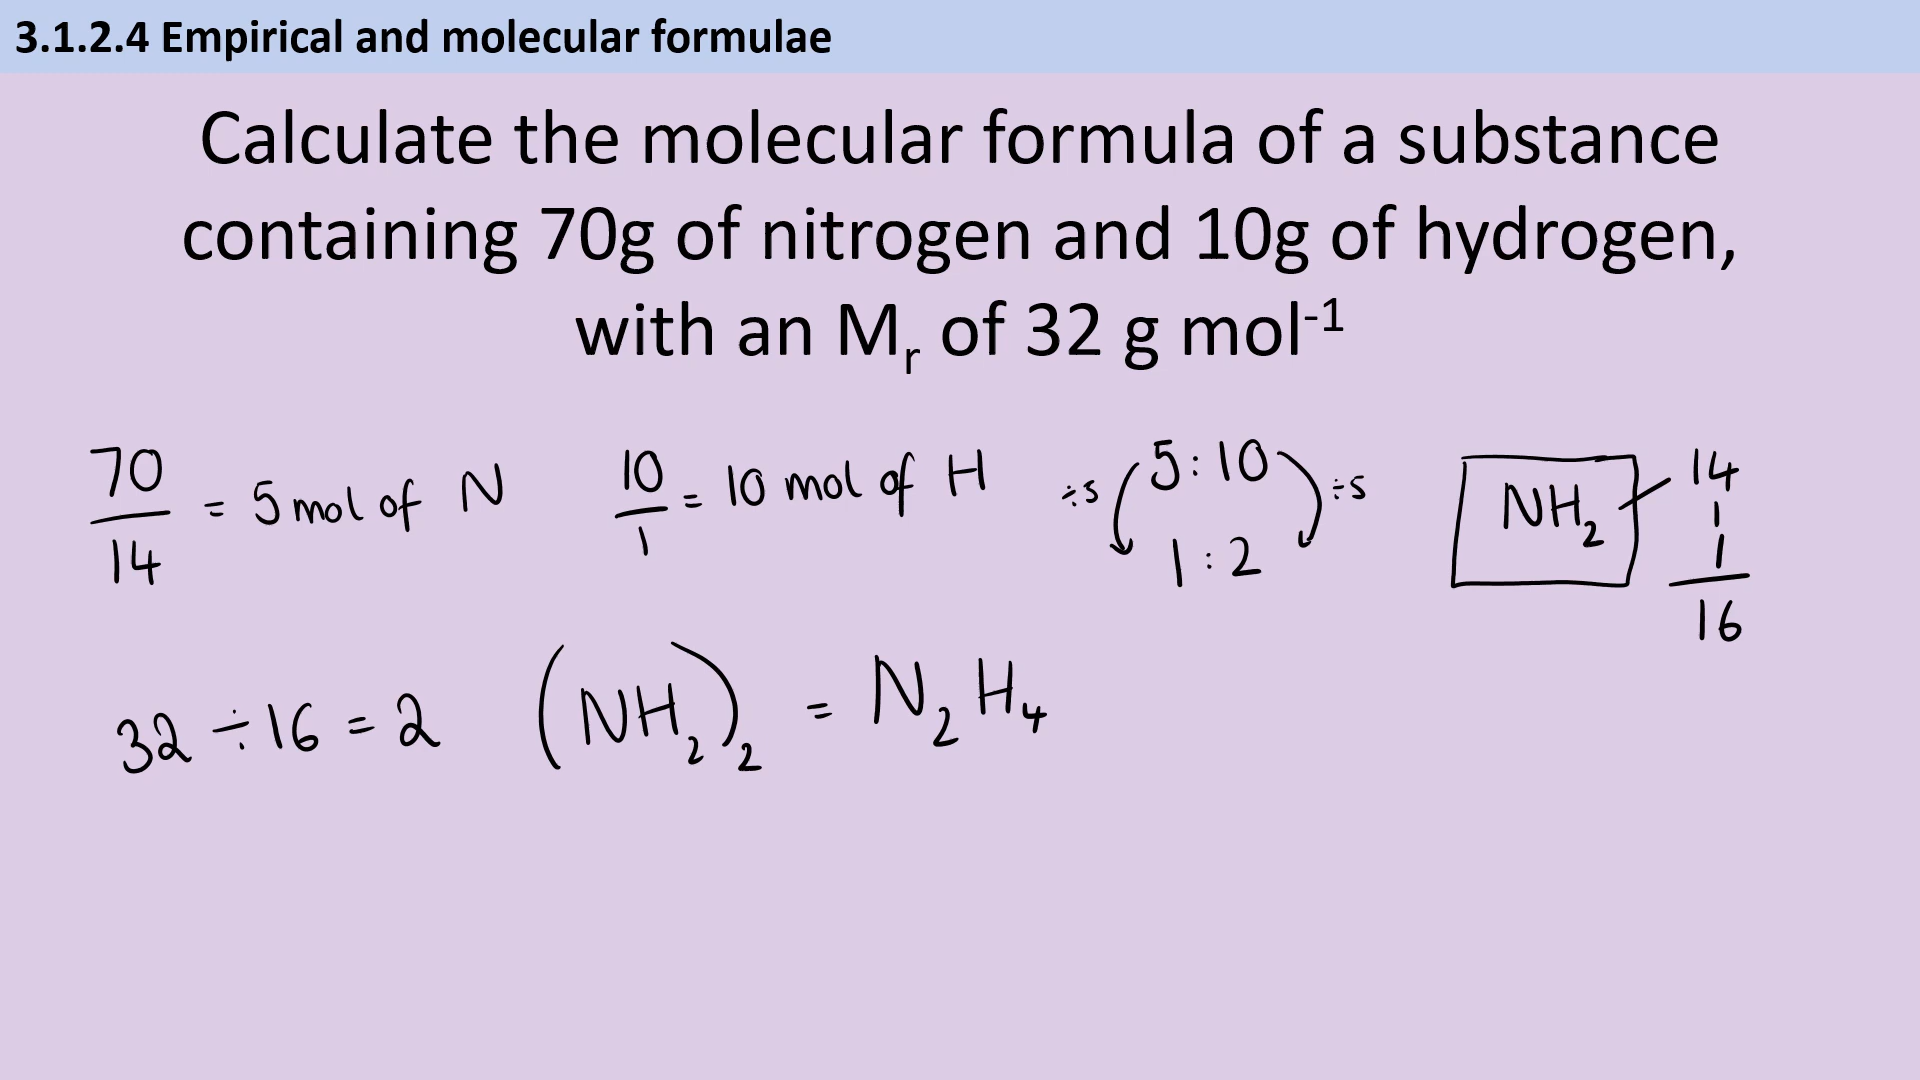 3.1.2.4 Empirical and molecular formulae
Calculate the molecular formula of a substance
containing 70g of nitrogen and 10g of hydrogen,
with an Mᵣ of 32 g mol⁻¹
70/14 = 5 mol of N
10/1 = 10 mol of H
÷5 5:10 ÷5
1:2
NH₂
14
1
1
16
32 ÷ 16 = 2
(NH₂)₂ = N₂H₄